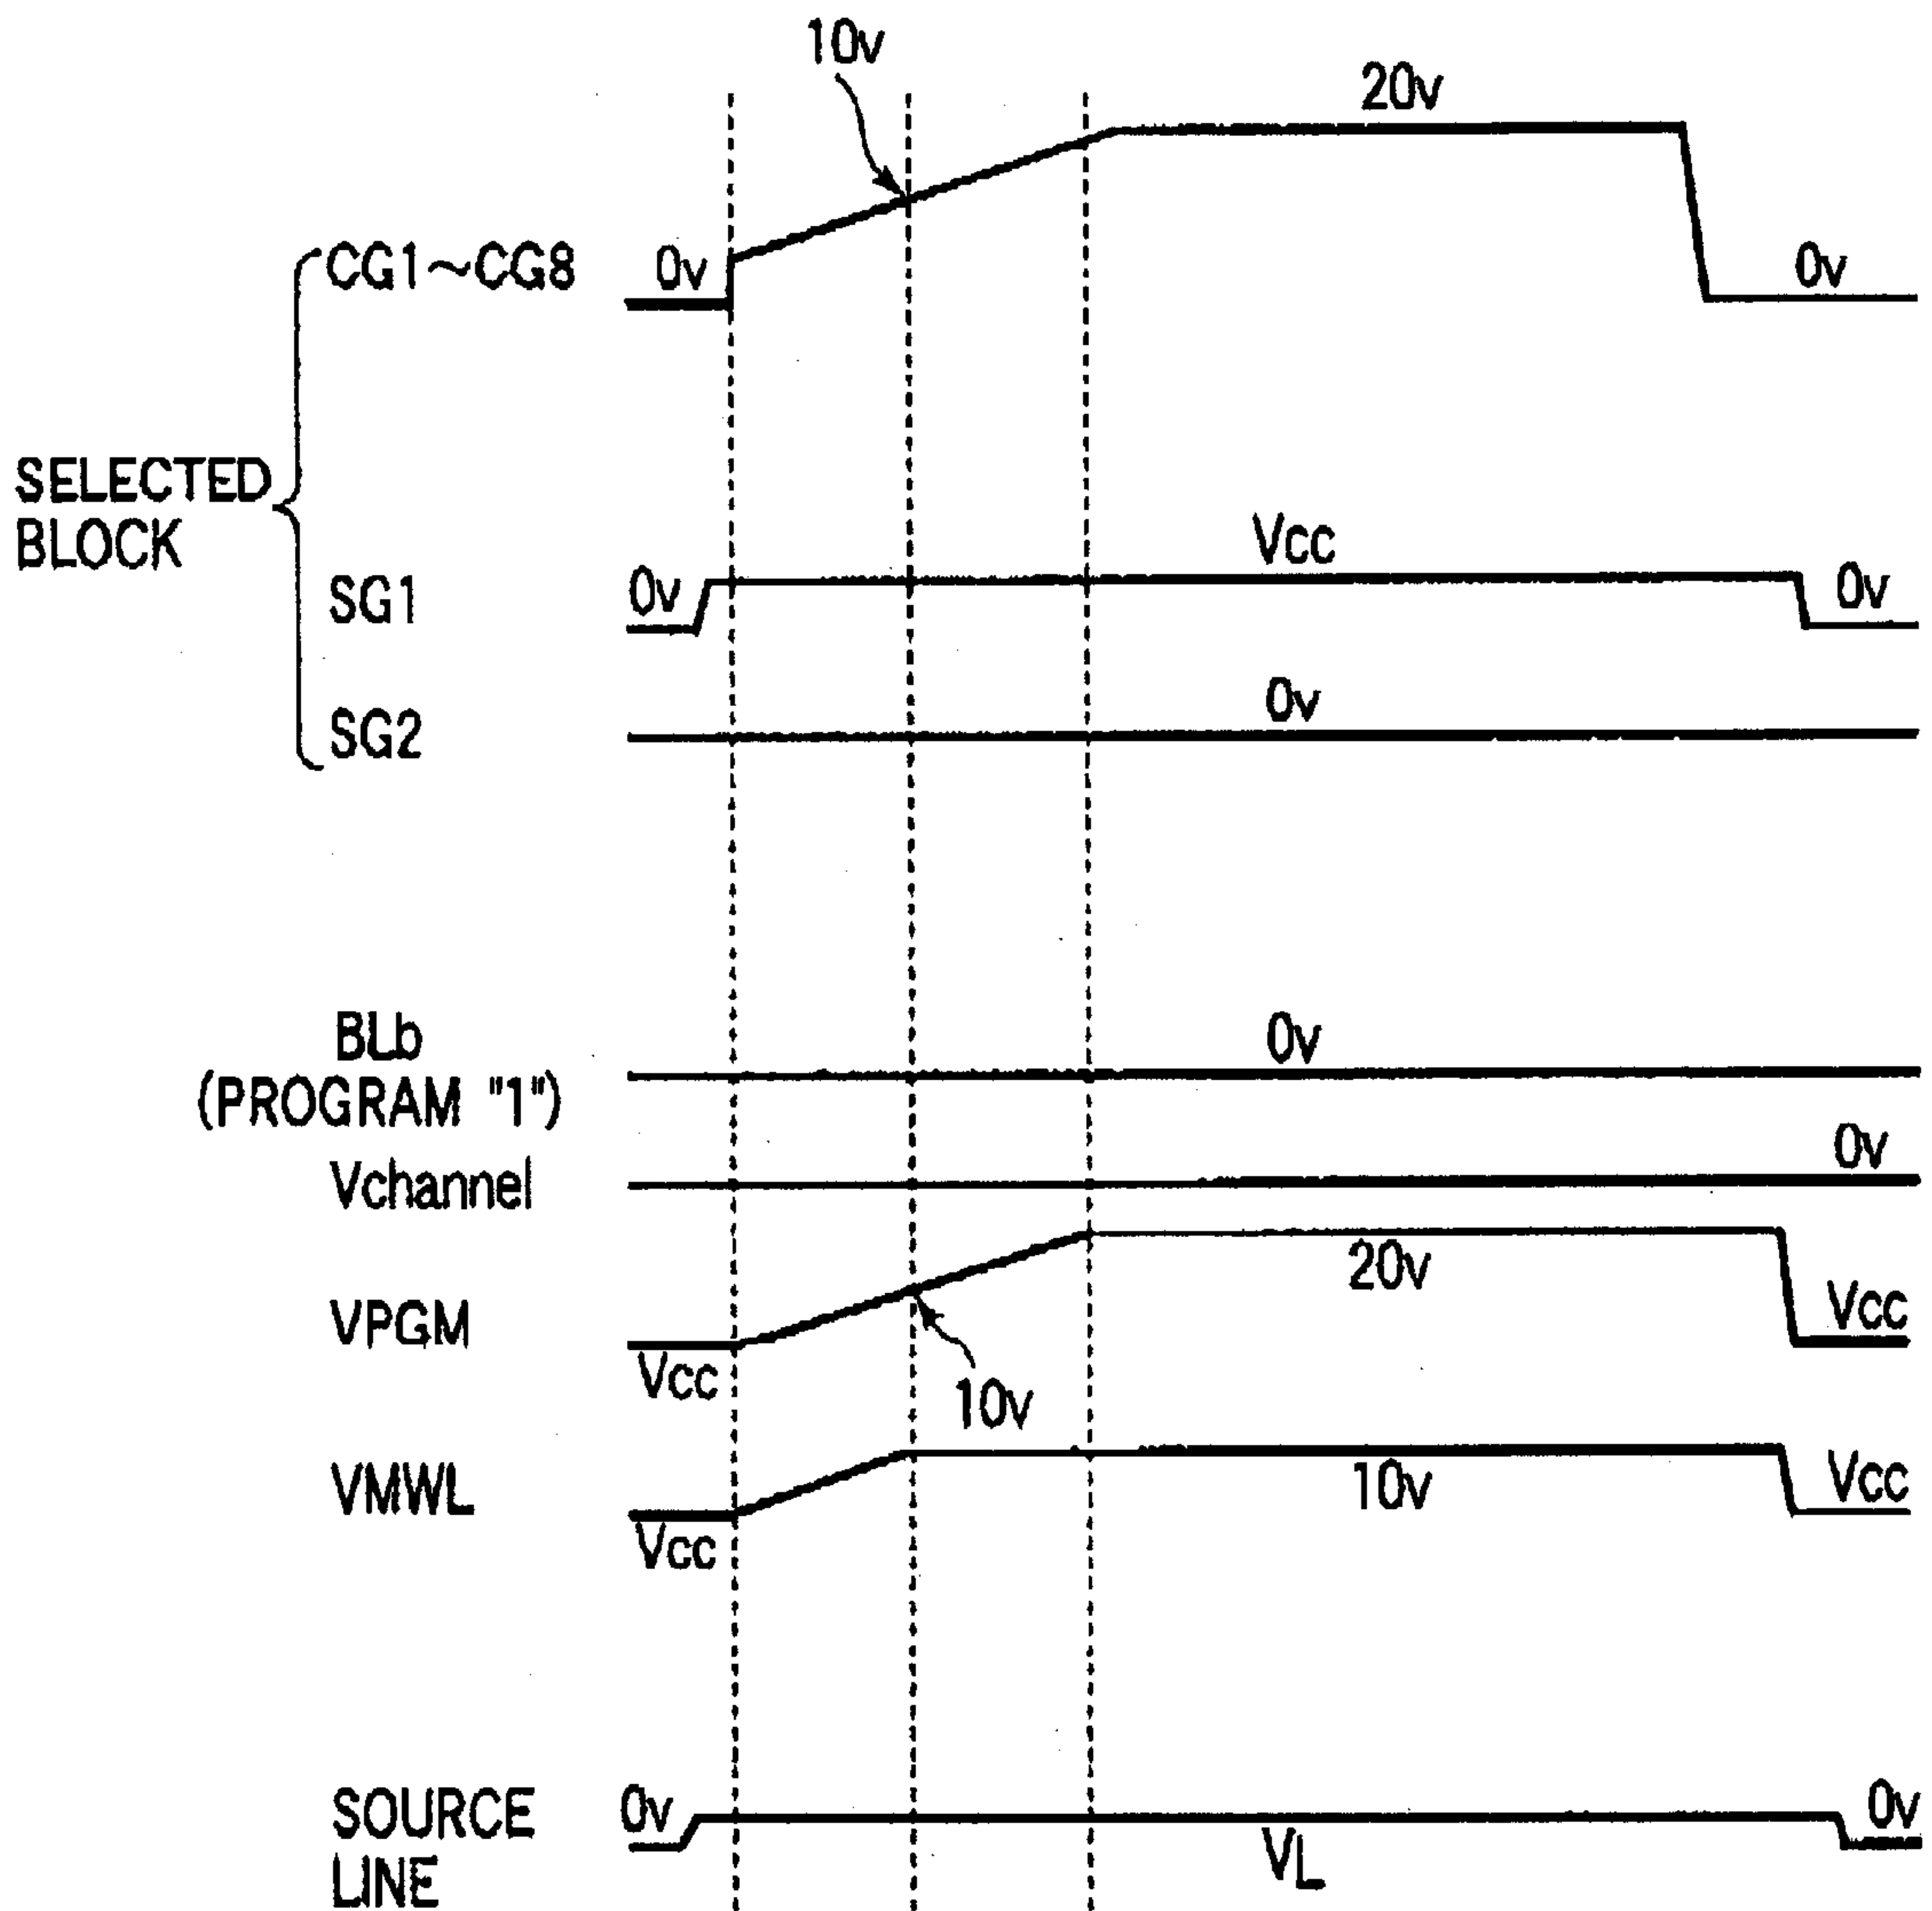 10v
20v
CG1~CG8
0v
0v
SELECTED
BLOCK
Vcc
0v
0v
SG1
0v
SG2
BLb
(PROGRAM "1")
0v
0v
Vchannel
20v
VPGM
Vcc
Vcc
10v
VMWL
10v
Vcc
Vcc
SOURCE
LINE
0v
0v
VL